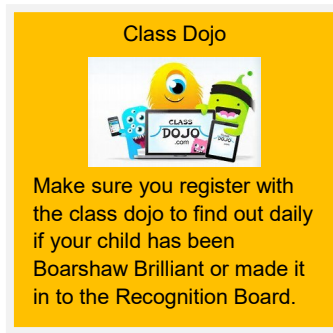 Class Dojo
CLASS
DOJO
.com
Make sure you register with
the class dojo to find out daily
if your child has been
Boarshaw Brilliant or made it
in to the Recognition Board.